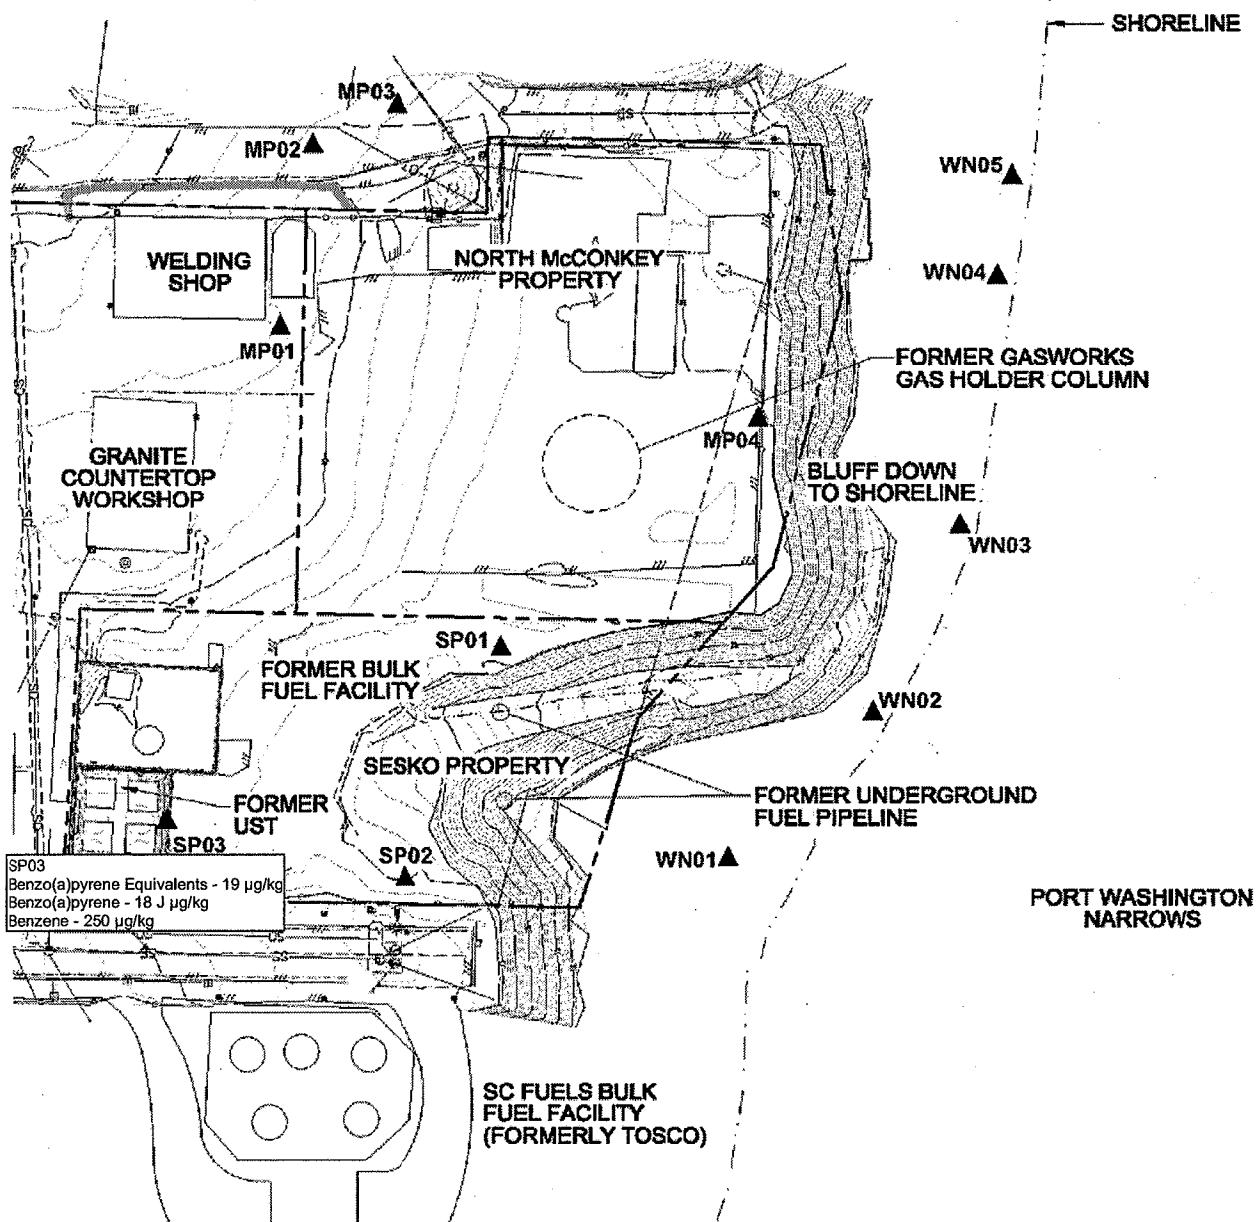 SHORELINE
MP03
MP02
WN05
WELDING
SHOP
NORTH McCONKEY
PROPERTY
WN04
MP01
FORMER GASWORKS
GAS HOLDER COLUMN
MP04
GRANITE
COUNTERTOP
WORKSHOP
BLUFF DOWN
TO SHORELINE
WN03
SP01
FORMER BULK
FUEL FACILITY
WN02
SESKO PROPERTY
FORMER
UST
FORMER UNDERGROUND
FUEL PIPELINE
SP03
SP02
WN01
SP03
Benzo(a)pyrene Equivalents - 19 µg/kg
Benzo(a)pyrene - 18 J µg/kg
Benzene - 250 µg/kg
PORT WASHINGTON
NARROWS
SC FUELS BULK
FUEL FACILITY
(FORMERLY TOSCO)